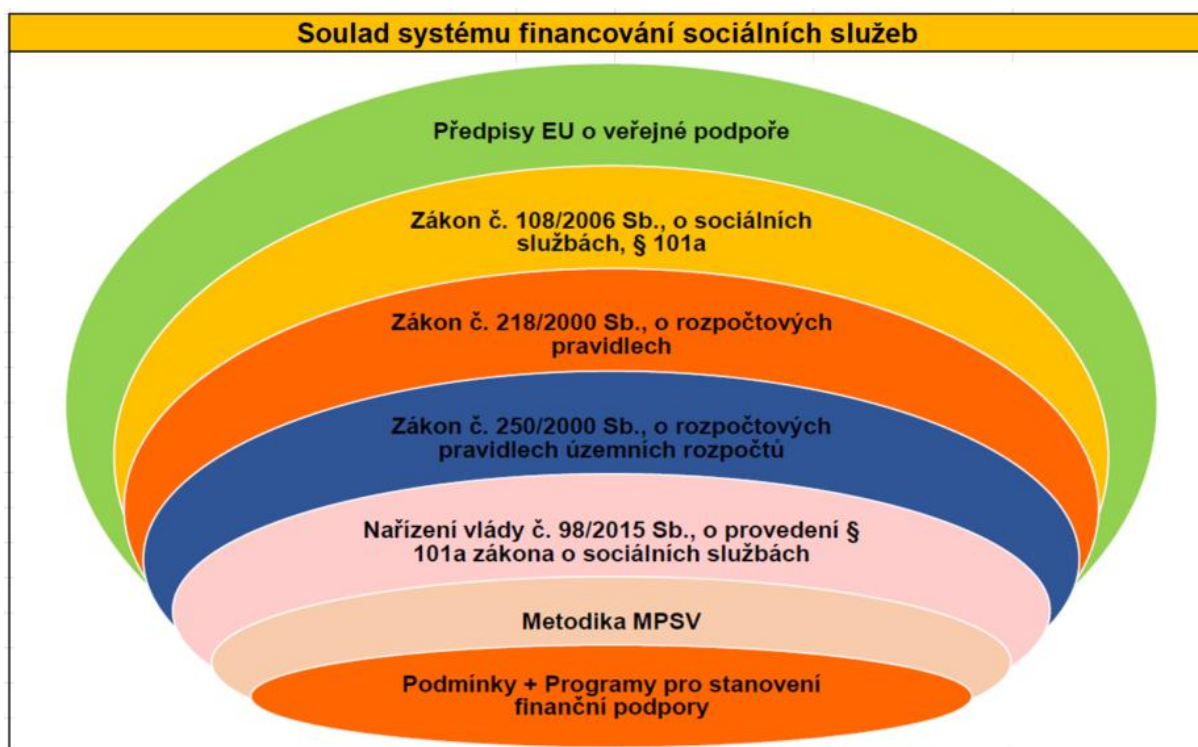 Soulad systému financování sociálních služeb
Předpisy EU o veřejné podpoře
Zákon č. 108/2006 Sb., o sociálních
službách, § 101a
Zákon č. 218/2000 Sb., o rozpočtových
pravidlech
Zákon č. 250/2000 Sb., o rozpočtových
pravidlech územních rozpočtů
Nařízení vlády č. 98/2015 Sb., o provedení §
101a zákona o sociálních službách
Metodika MPSV
Podmínky + Programy pro stanovení
finanční podpory